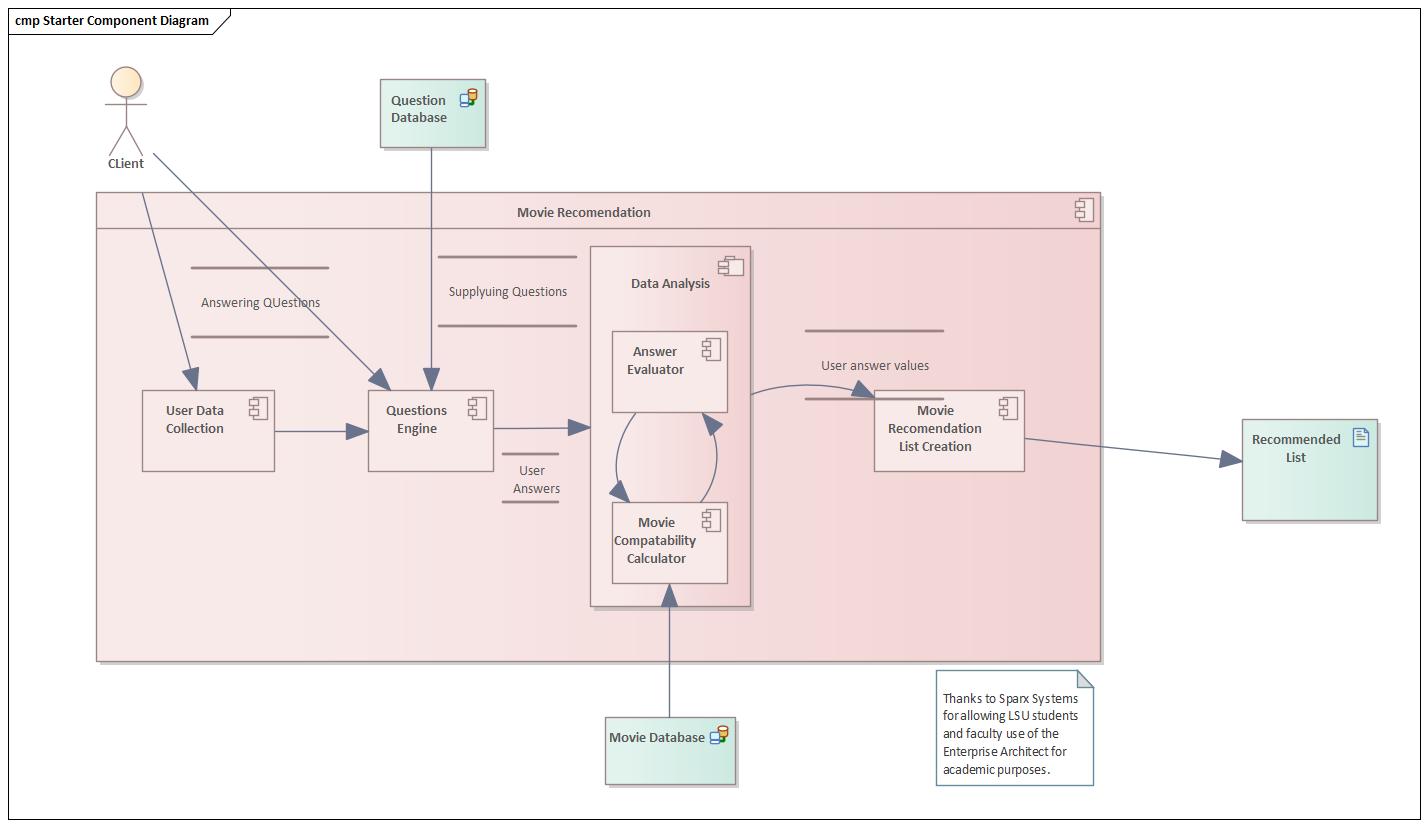 cmp Starter Component Diagram
CLient
Question
Database
Movie Recomendation
Answering QUestions
Supplyuing Questions
Data Analysis
Answer
Evaluator
User answer values
User Data
Collection
Questions
Engine
Movie
Recomendation
List Creation
Recommended
List
User
Answers
Movie
Compatability
Calculator
Movie Database
Thanks to Sparx Systems
for allowing LSU students
and faculty use of the
Enterprise Architect for
academic purposes.